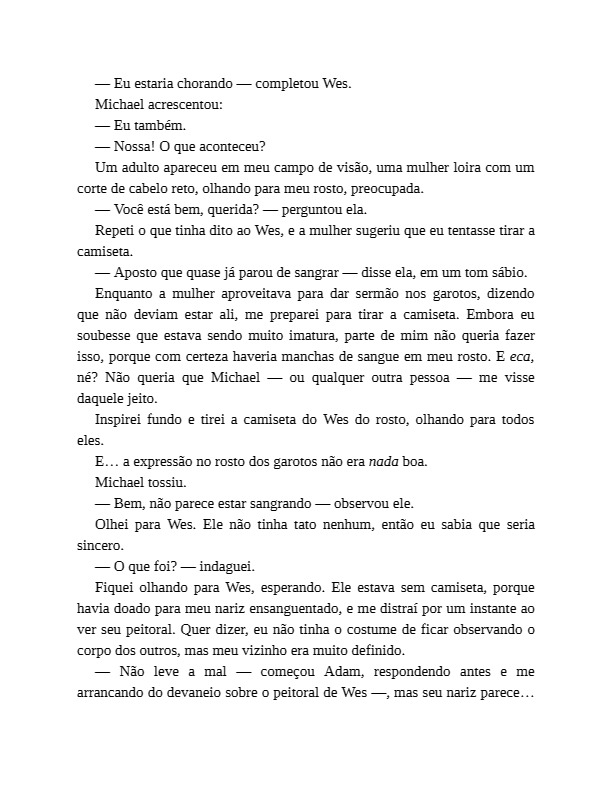 — Eu estaria chorando — completou Wes.
Michael acrescentou:
— Eu também.
— Nossa! O que aconteceu?
Um adulto apareceu em meu campo de visão, uma mulher loira com um
corte de cabelo reto, olhando para meu rosto, preocupada.
— Você está bem, querida? — perguntou ela.
Repeti o que tinha dito ao Wes, e a mulher sugeriu que eu tentasse tirar a
camiseta.
— Aposto que quase já parou de sangrar — disse ela, em um tom sábio.
Enquanto a mulher aproveitava para dar sermão nos garotos, dizendo
que não deviam estar ali, me preparei para tirar a camiseta. Embora eu
soubesse que estava sendo muito imatura, parte de mim não queria fazer
isso, porque com certeza haveria manchas de sangue em meu rosto. E eca,
né? Não queria que Michael — ou qualquer outra pessoa — me visse
daquele jeito.
Inspirei fundo e tirei a camiseta do Wes do rosto, olhando para todos
eles.
E… a expressão no rosto dos garotos não era nada boa.
Michael tossiu.
— Bem, não parece estar sangrando — observou ele.
Olhei para Wes. Ele não tinha tato nenhum, então eu sabia que seria
sincero.
— O que foi? — indaguei.
Fiquei olhando para Wes, esperando. Ele estava sem camiseta, porque
havia doado para meu nariz ensanguentado, e me distraí por um instante ao
ver seu peitoral. Quer dizer, eu não tinha o costume de ficar observando o
corpo dos outros, mas meu vizinho era muito definido.
— Não leve a mal — começou Adam, respondendo antes e me
arrancando do devaneio sobre o peitoral de Wes —, mas seu nariz parece…